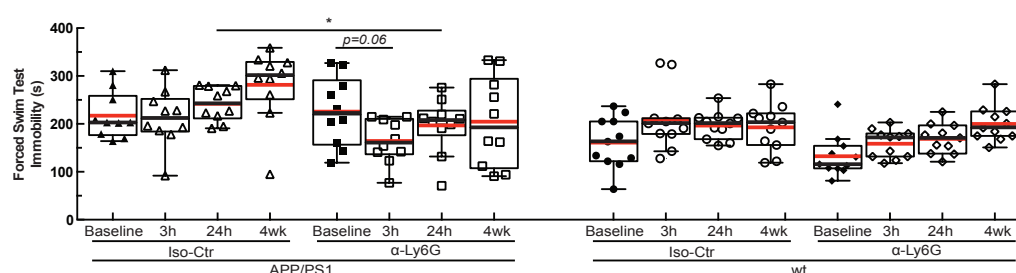 *
p=0.06
Forced Swim Test
Immobility (s)
400
300
200
100
0
Baseline 3h 24h 4wk Baseline 3h 24h 4wk Baseline 3h 24h 4wk Baseline 3h 24h 4wk
Iso-Ctr α-Ly6G Iso-Ctr α-Ly6G
APP/PS1 wt